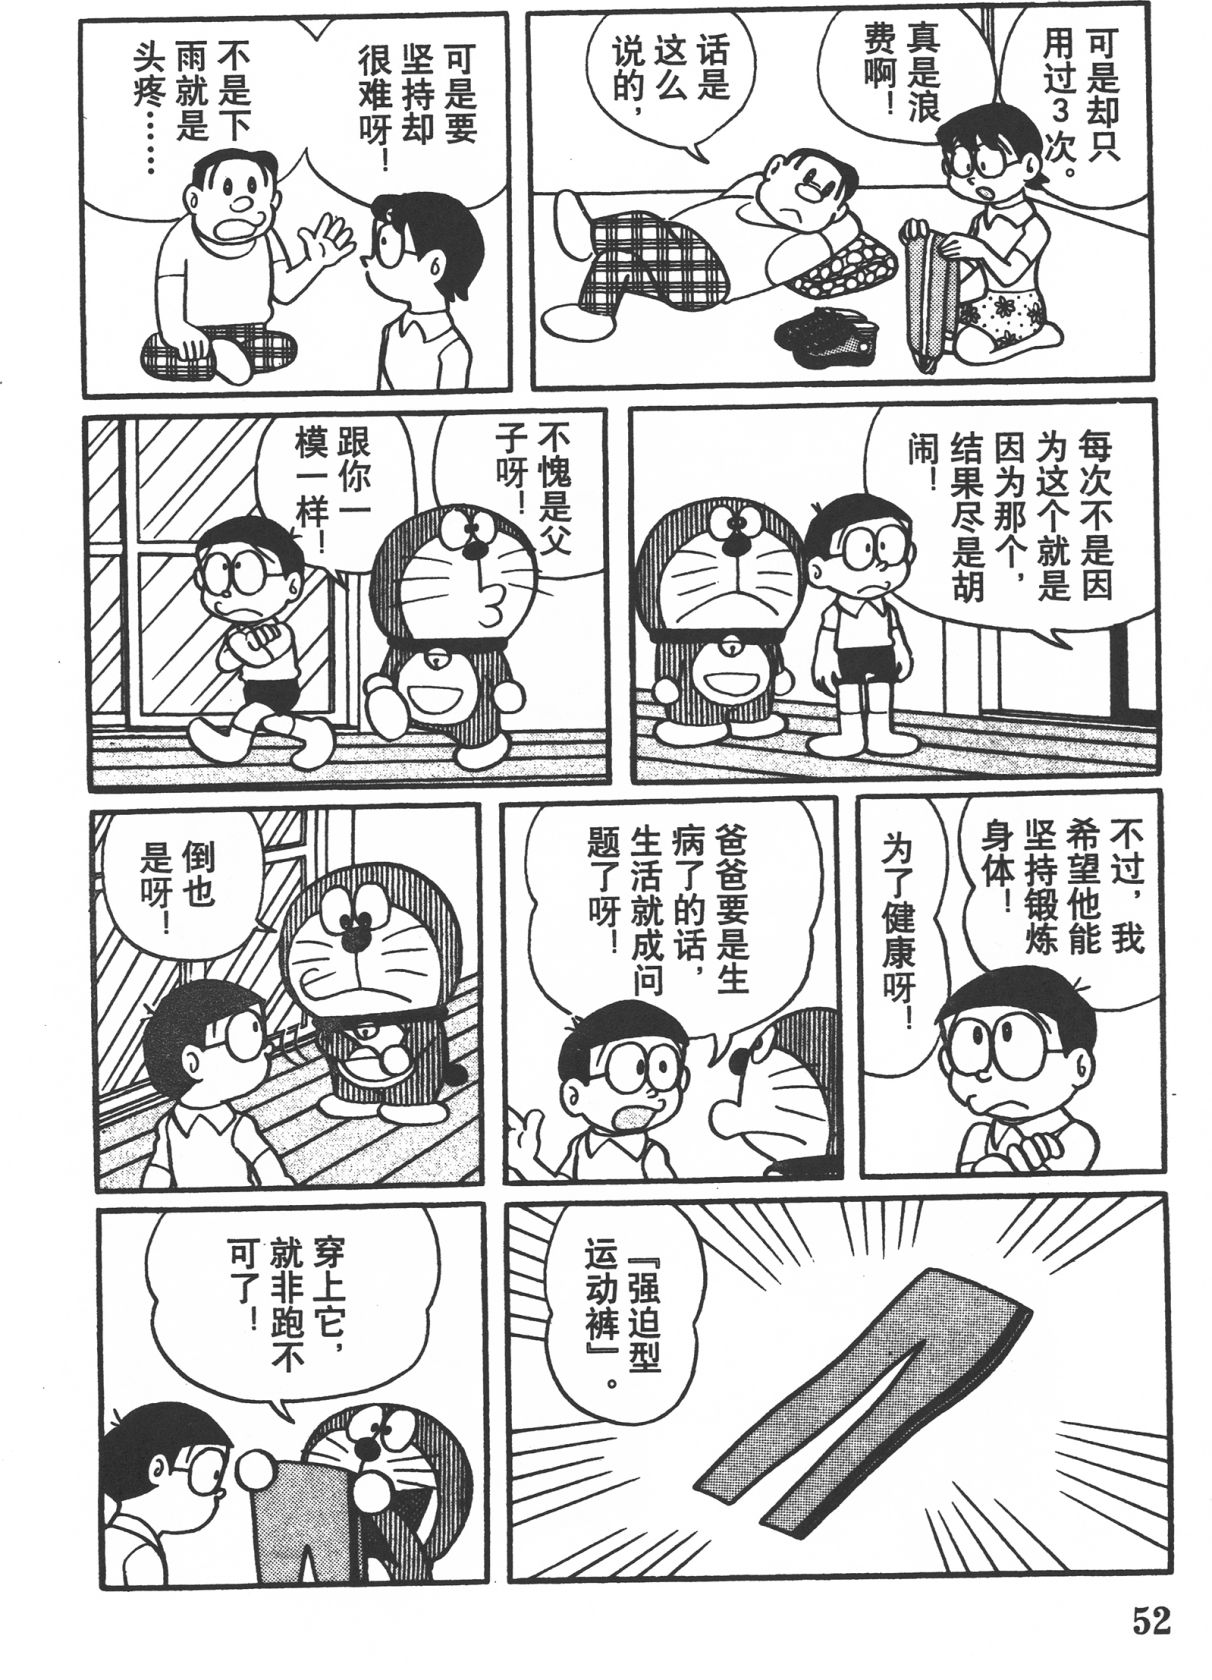 可是却只
用过3次。
真是浪
费啊！
话是
这么
说的，
可是要
坚持却
很难呀！
不是下
雨就是
头疼……
每次不是因
为这个就是
因为那个，
结果尽是胡
闹！
不愧是父
子呀！
跟你一
模一样！
不过，我
希望他能
坚持锻炼
身体！
为了健康呀！
爸爸要是生
病了的话，
生活就成问
题了呀！
倒也
是呀！
『强迫型
运动裤』。
穿上它，
就非跑不
可了！
52